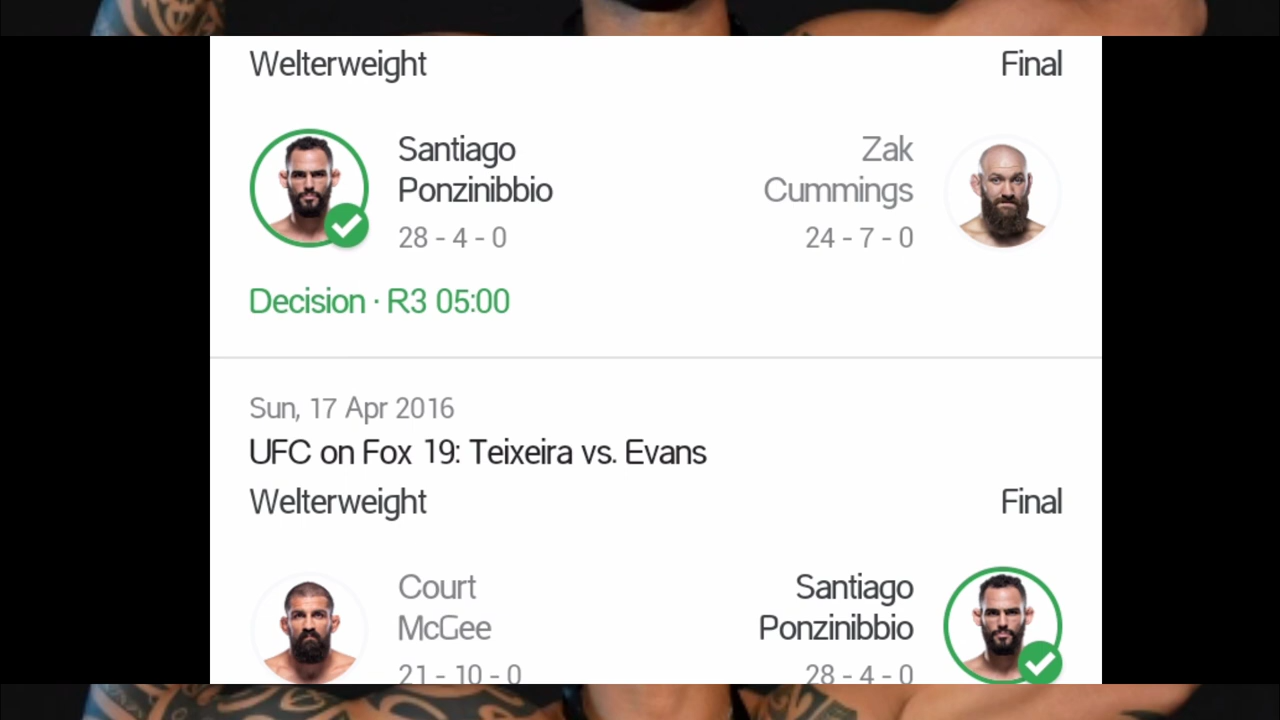 Welterweight Final
Santiago Zak
Ponzinibbio Cummings
28 - 4 - 0 24 - 7 - 0
Decision · R3 05:00
Sun, 17 Apr 2016
UFC on Fox 19: Teixeira vs. Evans
Welterweight Final
Court Santiago
McGee Ponzinibbio
21 - 10 - 0 28 - 4 - 0